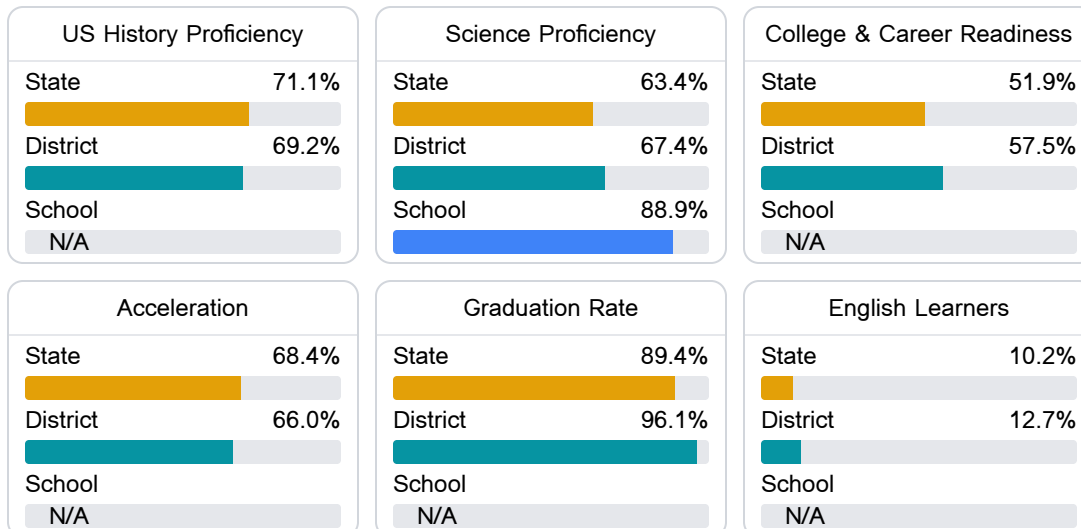 US History Proficiency
State 71.1%
District 69.2%
School
N/A
Science Proficiency
State 63.4%
District 67.4%
School 88.9%
College & Career Readiness
State 51.9%
District 57.5%
School
N/A
Acceleration
State 68.4%
District 66.0%
School
N/A
Graduation Rate
State 89.4%
District 96.1%
School
N/A
English Learners
State 10.2%
District 12.7%
School
N/A